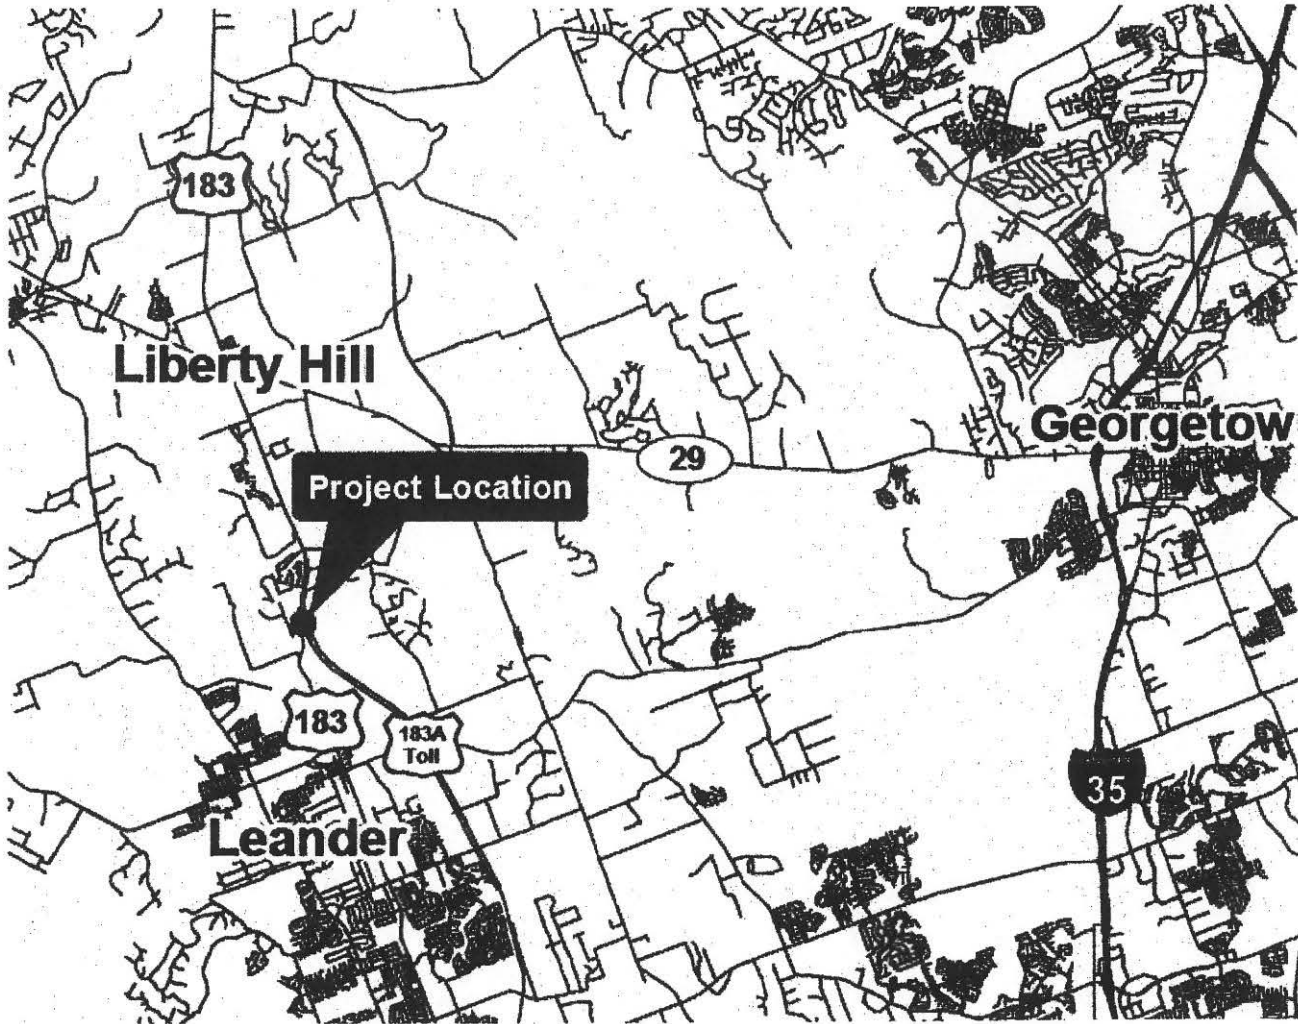 183
Liberty Hill
Georgetow
29
Project Location
183
183A
Toll
35
Leander